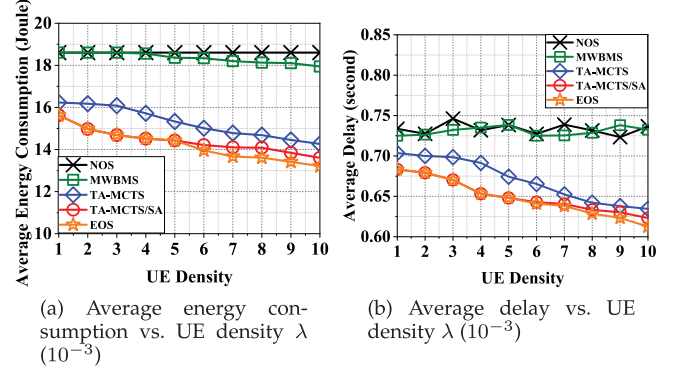 Average Energy Consumption (Joule)
20
18
16
14
12
10
NOS
MWBMS
TA-MCTS
TA-MCTS/SA
EOS
1 2 3 4 5 6 7 8 9 10
UE Density
(a) Average energy con-
sumption vs. UE density λ
(10⁻³)
Average Delay (second)
0.85
0.80
0.75
0.70
0.65
0.60
NOS
MWBMS
TA-MCTS
TA-MCTS/SA
EOS
1 2 3 4 5 6 7 8 9 10
UE Density
(b) Average delay vs. UE
density λ (10⁻³)